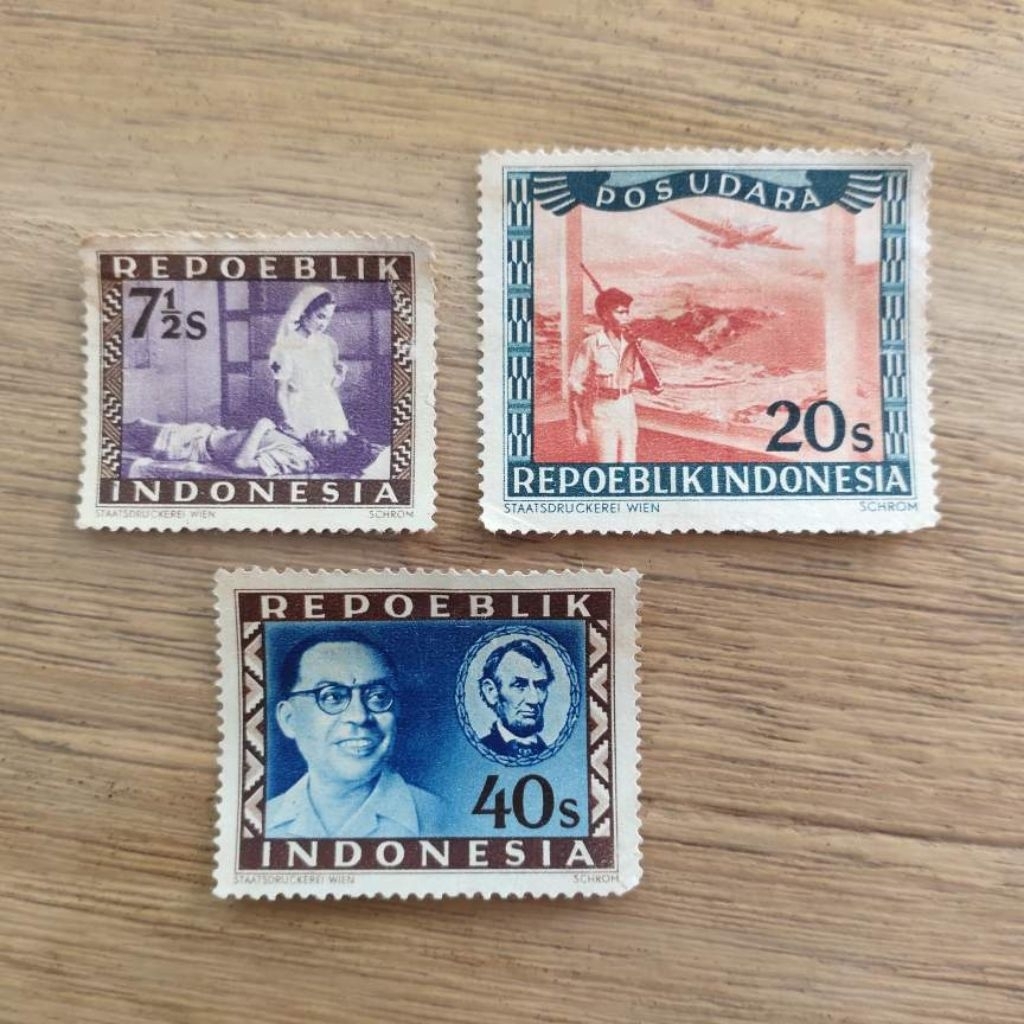 REPOEBLIK
7½s
INDONESIA
STAATSDRUCKEREI WIEN SCHROM
POS UDARA
20s
REPOEBLIK INDONESIA
STAATSDRUCKEREI WIEN SCHROM
REPOEBLIK
40s
INDONESIA
STAATSDRUCKEREI WIEN SCHROM